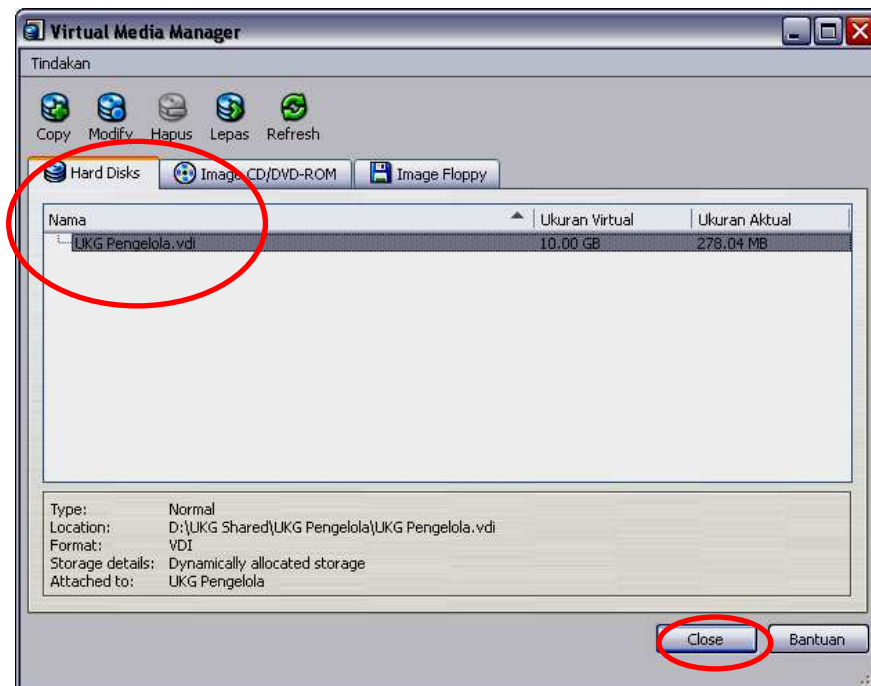 Virtual Media Manager
Tindakan
Copy Modify Hapus Lepas Refresh
Hard Disks Image CD/DVD-ROM Image Floppy
Nama Ukuran Virtual Ukuran Aktual
UKG Pengelola.vdi 10.00 GB 278.04 MB
Type: Normal
Location: D:\UKG Shared\UKG Pengelola\UKG Pengelola.vdi
Format: VDI
Storage details: Dynamically allocated storage
Attached to: UKG Pengelola
Close Bantuan